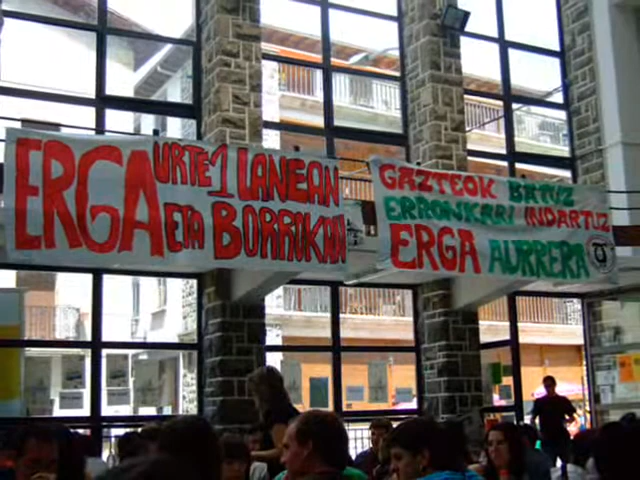 ERGA URTE 1 LANEAN
ETA BORROKAN
GAZTEOK BATUZ
ERRONKARI INDARTUZ
ERGA AURRERA